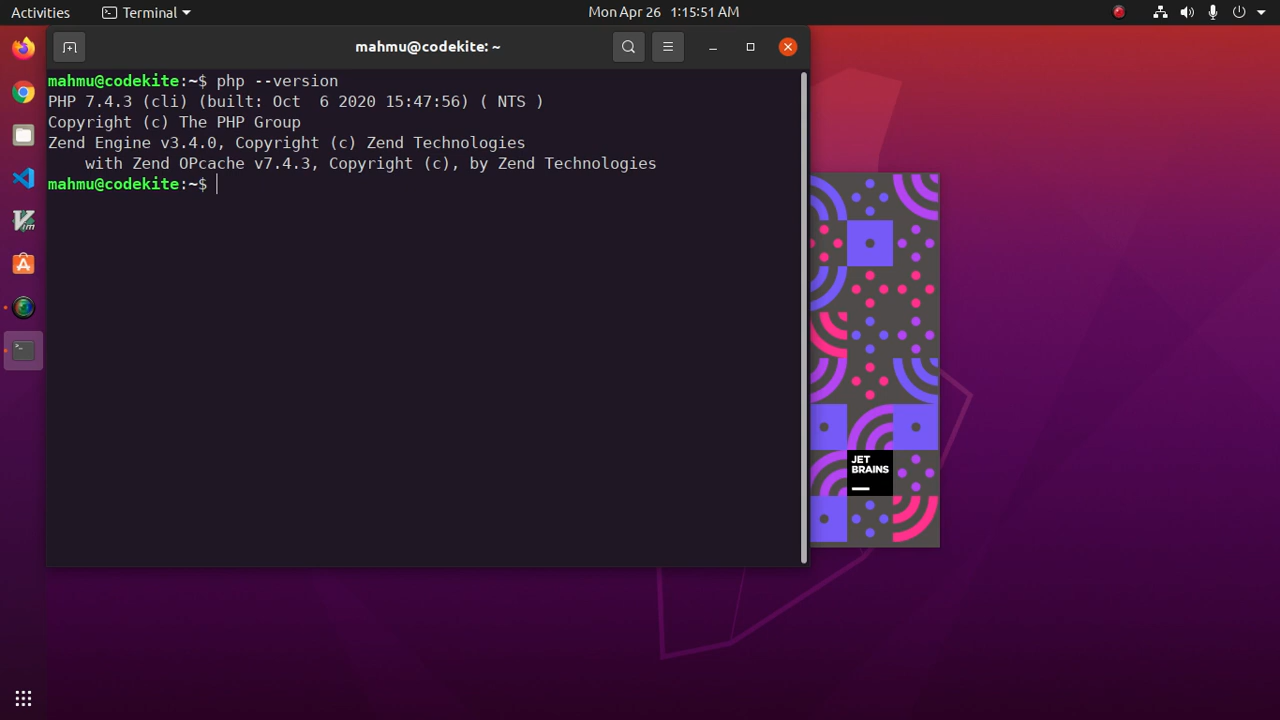 Activities
Terminal
Mon Apr 26 1:15:51 AM
mahmu@codekite: ~
mahmu@codekite:~$ php --version
PHP 7.4.3 (cli) (built: Oct  6 2020 15:47:56) ( NTS )
Copyright (c) The PHP Group
Zend Engine v3.4.0, Copyright (c) Zend Technologies
    with Zend OPcache v7.4.3, Copyright (c), by Zend Technologies
mahmu@codekite:~$
JET
BRAINS